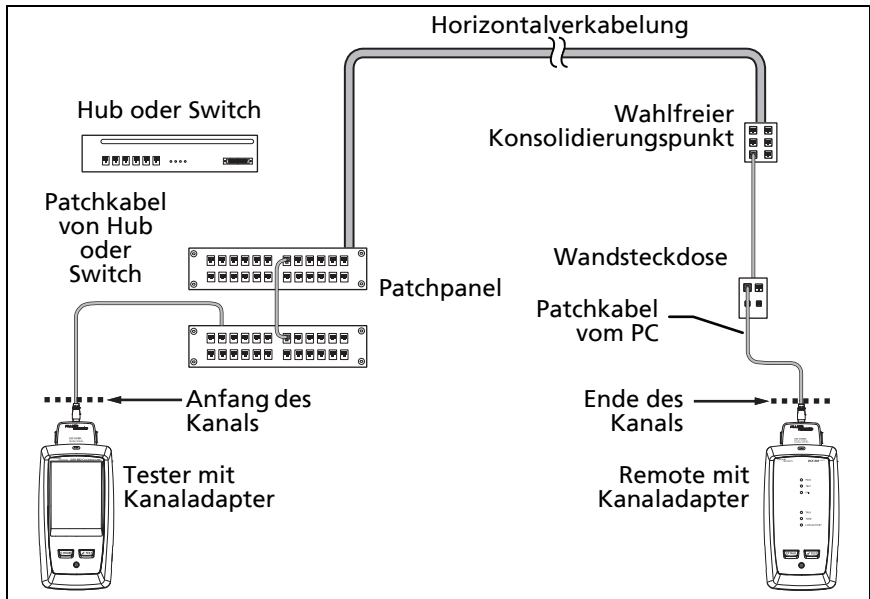 Horizontalverkabelung
Hub oder Switch
Wahlfreier
Konsolidierungspunkt
Patchkabel
von Hub
oder
Switch
Wandsteckdose
Patchpanel
Patchkabel
vom PC
Anfang des
Kanals
Ende des
Kanals
Tester mit
Kanaladapter
Remote mit
Kanaladapter